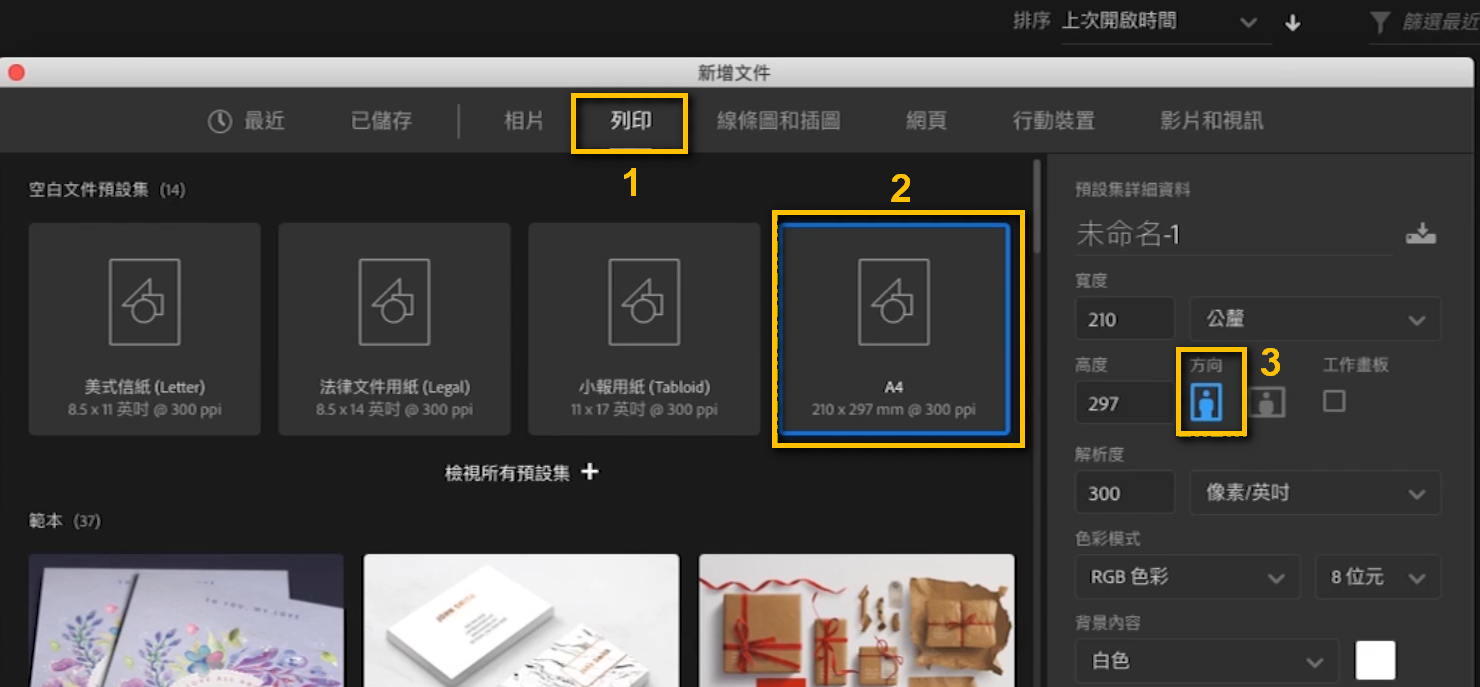 排序 上次開啟時間
篩選最近
新增文件
最近 已儲存 相片 列印 線條圖和插圖 網頁 行動裝置 影片和視訊
1
2
空白文件預設集 (14)
美式信紙 (Letter)
8.5 x 11 英吋 @ 300 ppi
法律文件用紙 (Legal)
8.5 x 14 英吋 @ 300 ppi
小報用紙 (Tabloid)
11 x 17 英吋 @ 300 ppi
A4
210 x 297 mm @ 300 ppi
檢視所有預設集 +
範本 (37)
TO YOU, MY LOVE
JOHN SMITH
預設集詳細資料
未命名-1
寬度
210 公釐
高度 方向 3 工作畫板
297
解析度
300 像素/英吋
色彩模式
RGB 色彩 8 位元
背景內容
白色